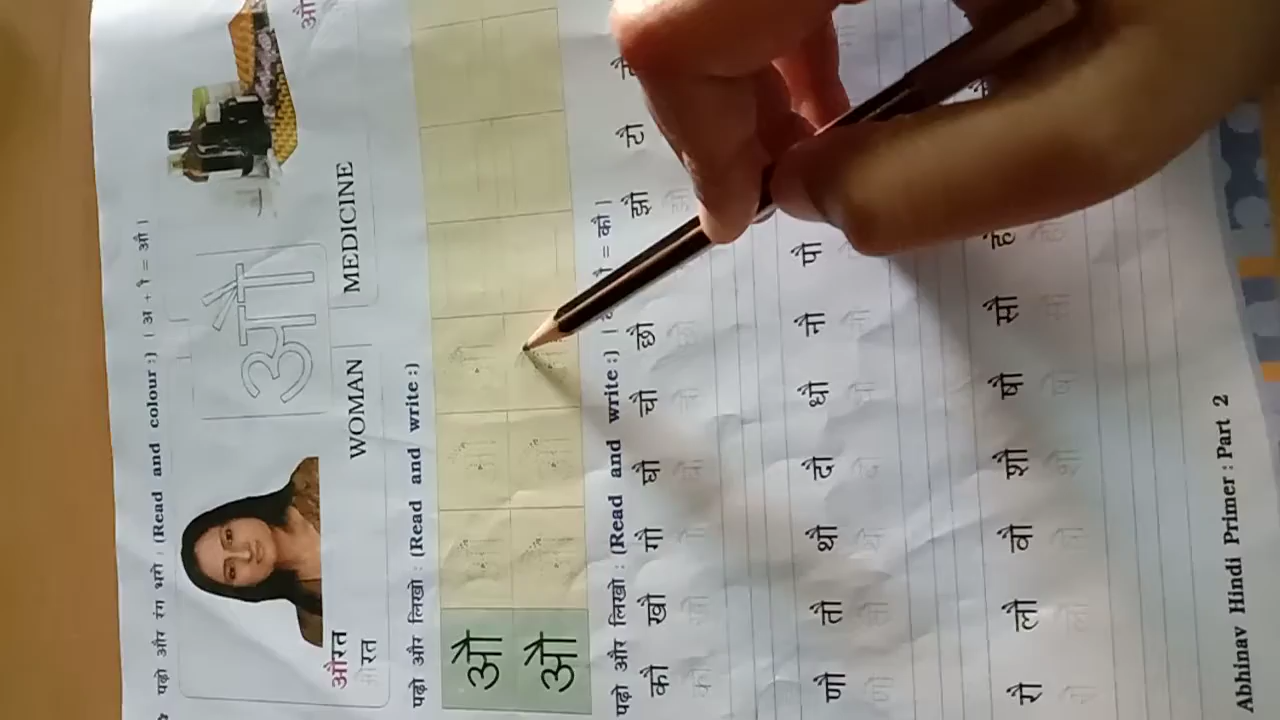 पढ़ो और रंग भरो : (Read and colour :) | अ + ौ = औ |
औ
औरत WOMAN MEDICINE
रत
पढ़ो और लिखो : (Read and write :)
औ
औ
पढ़ो और लिखो : (Read and write :) | ौ = कौ |
कौ खौ गौ घौ चौ छौ झौ टौ
णौ तौ थौ दौ धौ नौ पौ
रौ लौ वौ शौ षौ सौ हौ
Abhinav Hindi Primer : Part 2